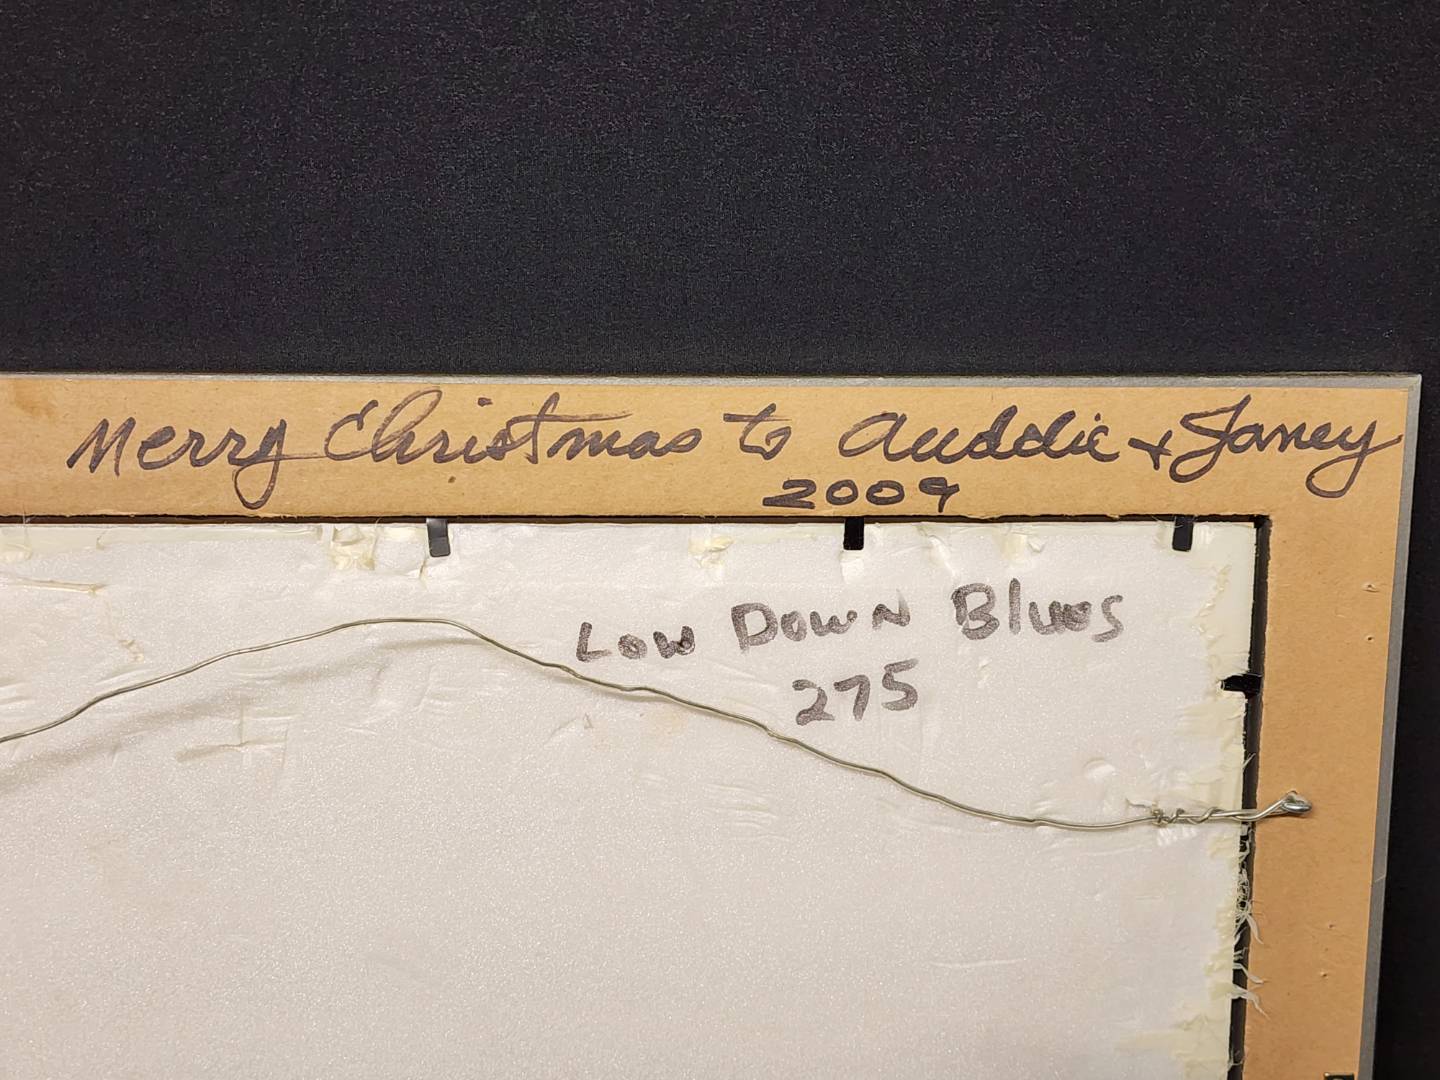 Merry Christmas to Auddie + Janey
2009
Low Down Blues
275